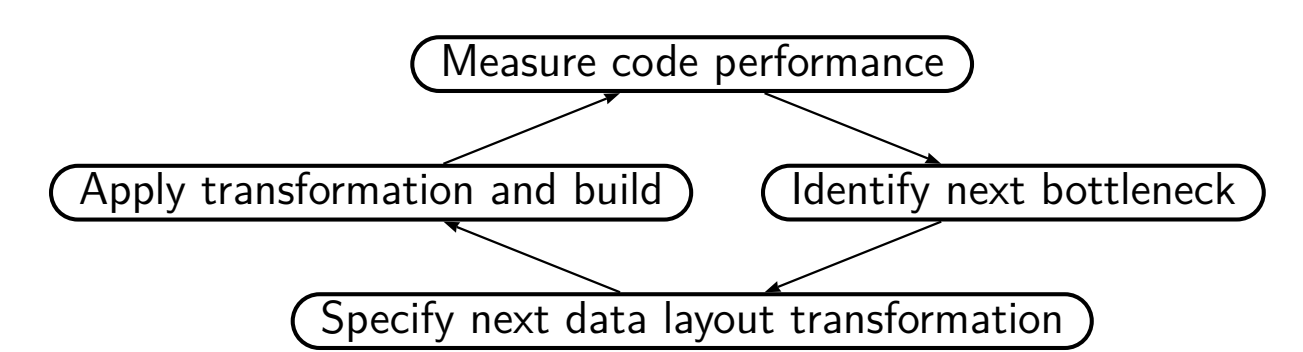 Measure code performance
Apply transformation and build
Identify next bottleneck
Specify next data layout transformation